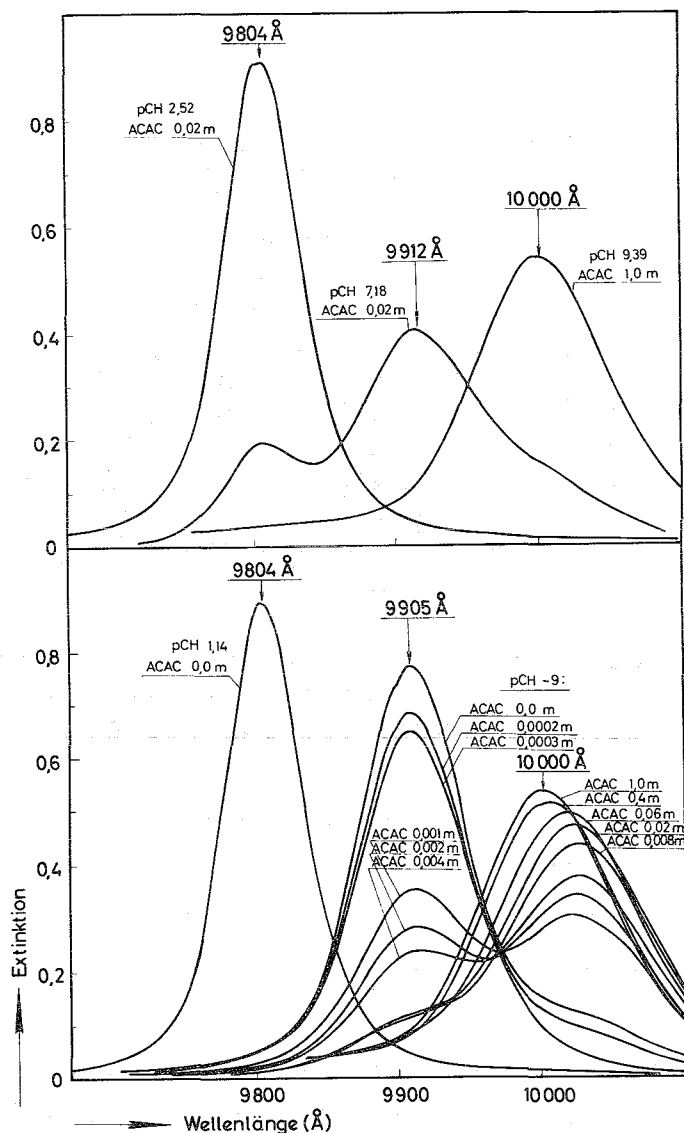 9804 Å
pCH 2,52
ACAC 0,02 m
0,8
10 000 Å
0,6
9912 Å
pCH 9,39
ACAC 1,0 m
pCH 7,18
ACAC 0,02 m
0,4
0,2
0
9804 Å
9905 Å
pCH 1,14
ACAC 0,0 m
pCH ~9:
0,8
ACAC 0,0 m
ACAC 0,0002 m
ACAC 0,0003 m
10 000 Å
0,6
ACAC 1,0 m
ACAC 0,4 m
ACAC 0,06 m
ACAC 0,02 m
ACAC 0,008 m
ACAC 0,001 m
ACAC 0,002 m
ACAC 0,004 m
0,4
0,2
0
Extinktion
9800
9900
10 000
Wellenlänge (Å)